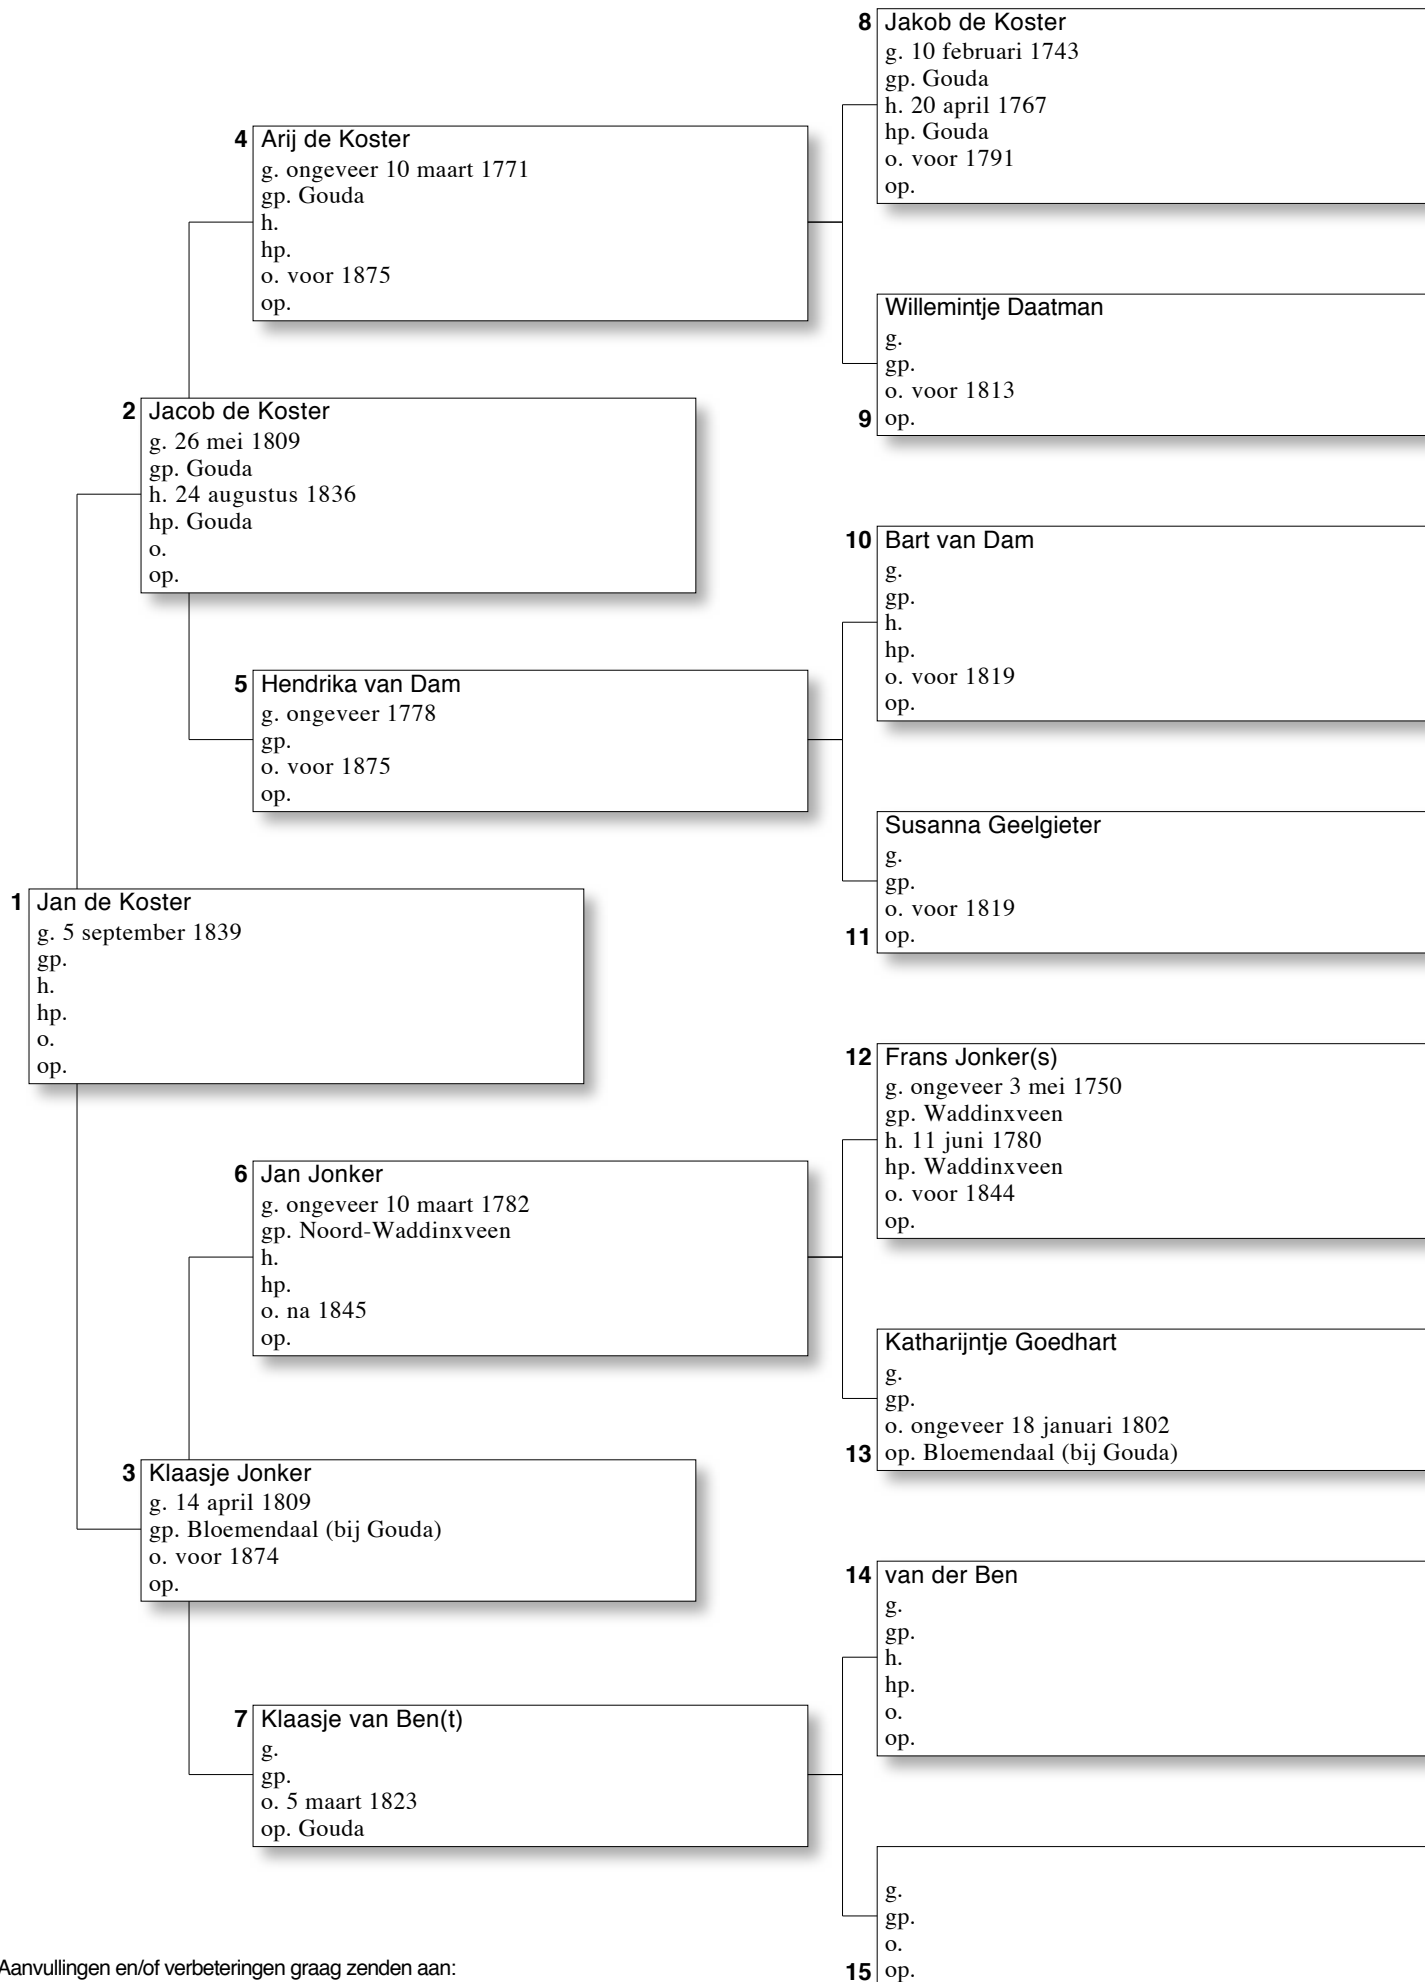 8 Jakob de Koster
g. 10 februari 1743
gp. Gouda
h. 20 april 1767
hp. Gouda
o. voor 1791
op.
4 Arij de Koster
g. ongeveer 10 maart 1771
gp. Gouda
h.
hp.
o. voor 1875
op.
Willemintje Daatman
g.
gp.
o. voor 1813
9 op.
2 Jacob de Koster
g. 26 mei 1809
gp. Gouda
h. 24 augustus 1836
hp. Gouda
o.
op.
10 Bart van Dam
g.
gp.
h.
hp.
o. voor 1819
op.
5 Hendrika van Dam
g. ongeveer 1778
gp.
o. voor 1875
op.
Susanna Geelgieter
g.
gp.
o. voor 1819
11 op.
1 Jan de Koster
g. 5 september 1839
gp.
h.
hp.
o.
op.
12 Frans Jonker(s)
g. ongeveer 3 mei 1750
gp. Waddinxveen
h. 11 juni 1780
hp. Waddinxveen
o. voor 1844
op.
6 Jan Jonker
g. ongeveer 10 maart 1782
gp. Noord-Waddinxveen
h.
hp.
o. na 1845
op.
Katharijntje Goedhart
g.
gp.
o. ongeveer 18 januari 1802
13 op. Bloemendaal (bij Gouda)
3 Klaasje Jonker
g. 14 april 1809
gp. Bloemendaal (bij Gouda)
o. voor 1874
op.
14 van der Ben
g.
gp.
h.
hp.
o.
op.
7 Klaasje van Ben(t)
g.
gp.
o. 5 maart 1823
op. Gouda
g.
gp.
o.
15 op.
Aanvullingen en/of verbeteringen graag zenden aan: